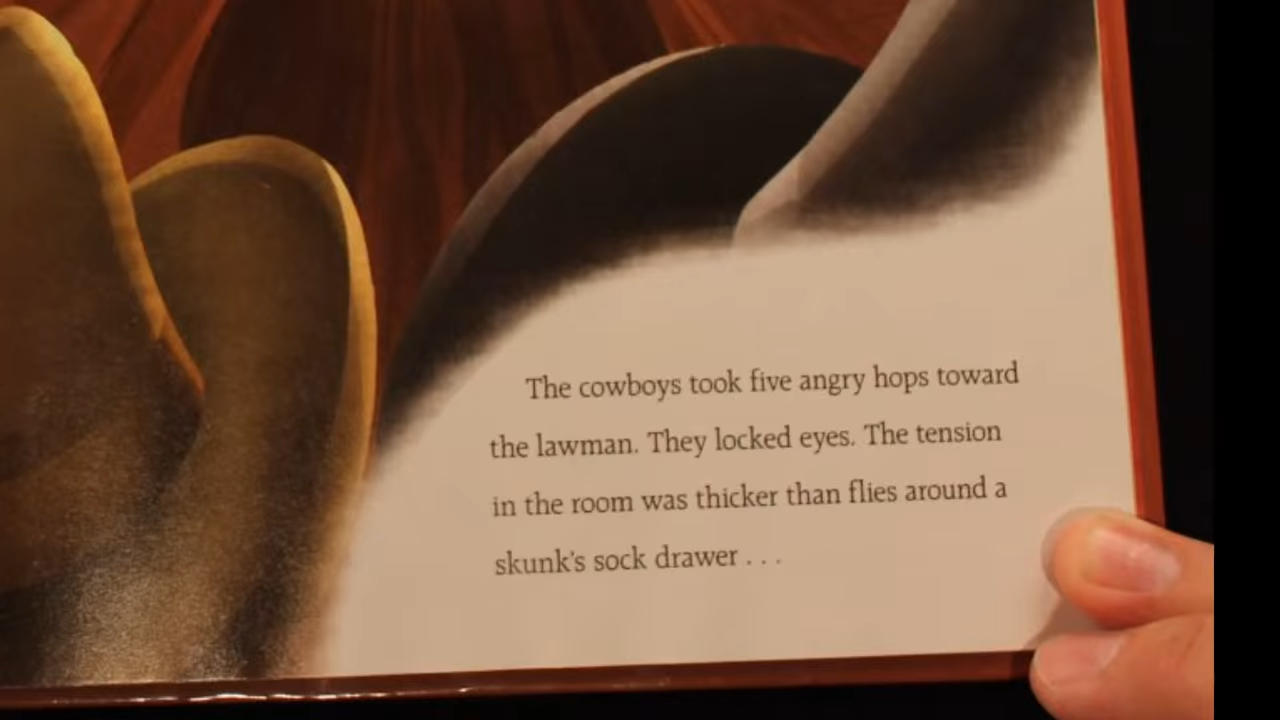 The cowboys took five angry hops toward
the lawman. They locked eyes. The tension
in the room was thicker than flies around a
skunk's sock drawer . . .